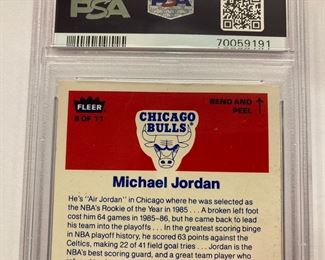 PSA
70059191
FLEER
8 OF 11
CHICAGO
BULLS
BEND AND
PEEL
Michael Jordan
He's "Air Jordan" in Chicago where he was selected
as the NBA's Rookie of the Year in 1985 . . . A broken left foot
cost him 64 games in 1985-86, but he came back to lead
his team into the playoffs . . . In the greatest scoring binge
in NBA playoff history, he scored 63 points against the
Celtics, making 22 of 41 field goal tries . . . Jordan is the
NBA's best scoring guard, and a great team player who